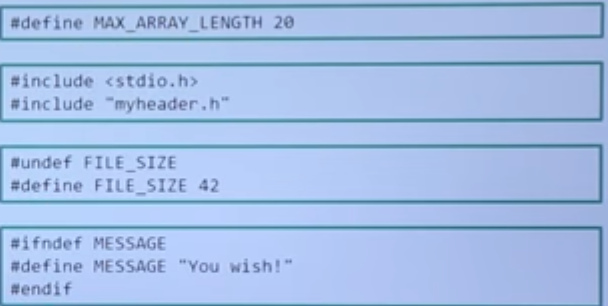 #define MAX_ARRAY_LENGTH 20
#include <stdio.h>
#include "myheader.h"
#undef FILE_SIZE
#define FILE_SIZE 42
#ifndef MESSAGE
#define MESSAGE "You wish!"
#endif